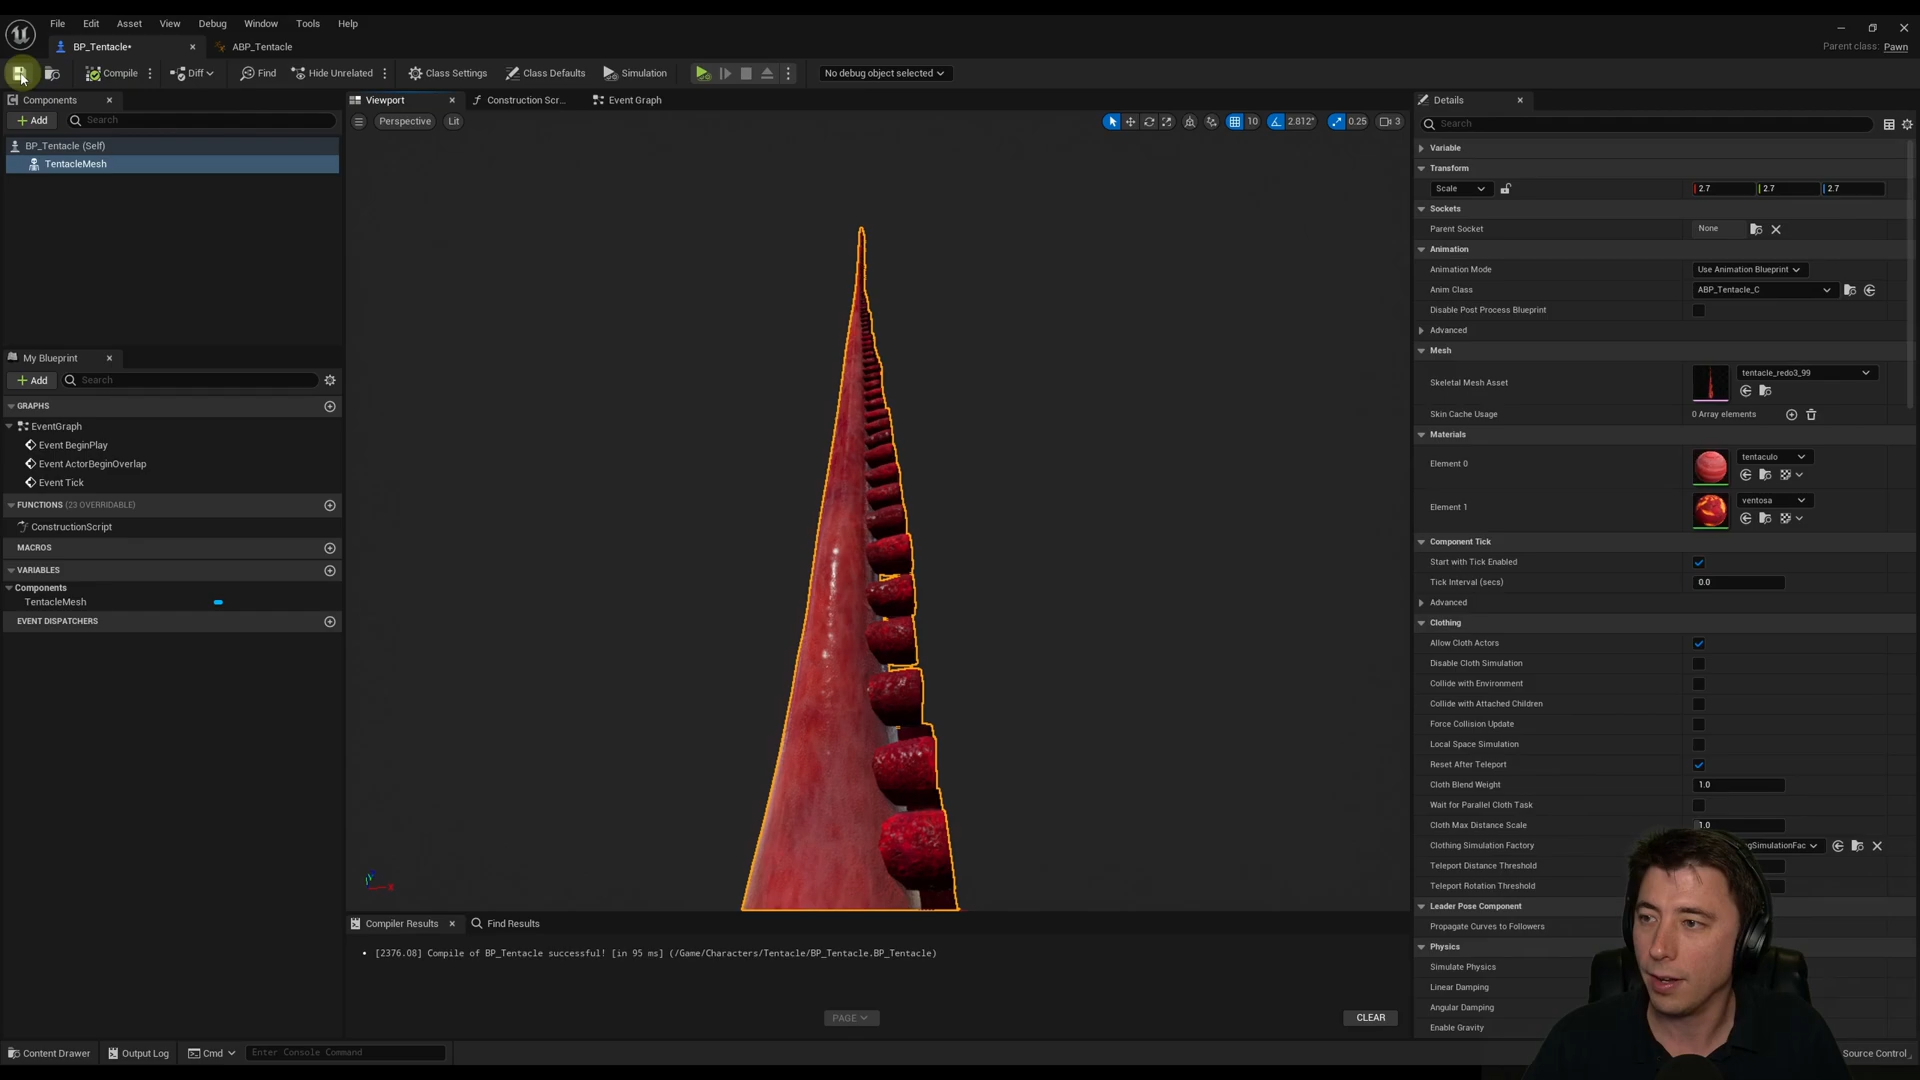 File Edit Asset View Debug Window Tools Help
BP_Tentacle* ABP_Tentacle
Parent class: Pawn
Compile Diff Find Hide Unrelated Class Settings Class Defaults Simulation No debug object selected
Components
Add Search
BP_Tentacle (Self)
TentacleMesh
My Blueprint
Add Search
GRAPHS
EventGraph
Event BeginPlay
Event ActorBeginOverlap
Event Tick
FUNCTIONS (23 OVERRIDABLE)
ConstructionScript
MACROS
VARIABLES
Components
TentacleMesh
EVENT DISPATCHERS
Viewport Construction Scr... Event Graph
Perspective Lit 10 2.812° 0.25 3
Compiler Results Find Results
[2376.08] Compile of BP_Tentacle successful! [in 95 ms] (/Game/Characters/Tentacle/BP_Tentacle.BP_Tentacle)
PAGE CLEAR
Details
Search
Variable
Transform
Scale 2.7 2.7 2.7
Sockets
Parent Socket None
Animation
Animation Mode Use Animation Blueprint
Anim Class ABP_Tentacle_C
Disable Post Process Blueprint
Advanced
Mesh
Skeletal Mesh Asset tentacle_redo3_99
Skin Cache Usage 0 Array elements
Materials
Element 0 tentaculo
Element 1 ventosa
Component Tick
Start with Tick Enabled
Tick Interval (secs) 0.0
Advanced
Clothing
Allow Cloth Actors
Disable Cloth Simulation
Collide with Environment
Collide with Attached Children
Force Collision Update
Local Space Simulation
Reset After Teleport
Cloth Blend Weight 1.0
Wait for Parallel Cloth Task
Cloth Max Distance Scale 1.0
Clothing Simulation Factory gSimulationFac
Teleport Distance Threshold
Teleport Rotation Threshold
Leader Pose Component
Propagate Curves to Followers
Physics
Simulate Physics
Linear Damping
Angular Damping
Enable Gravity
Content Drawer Output Log Cmd Enter Console Command Source Control